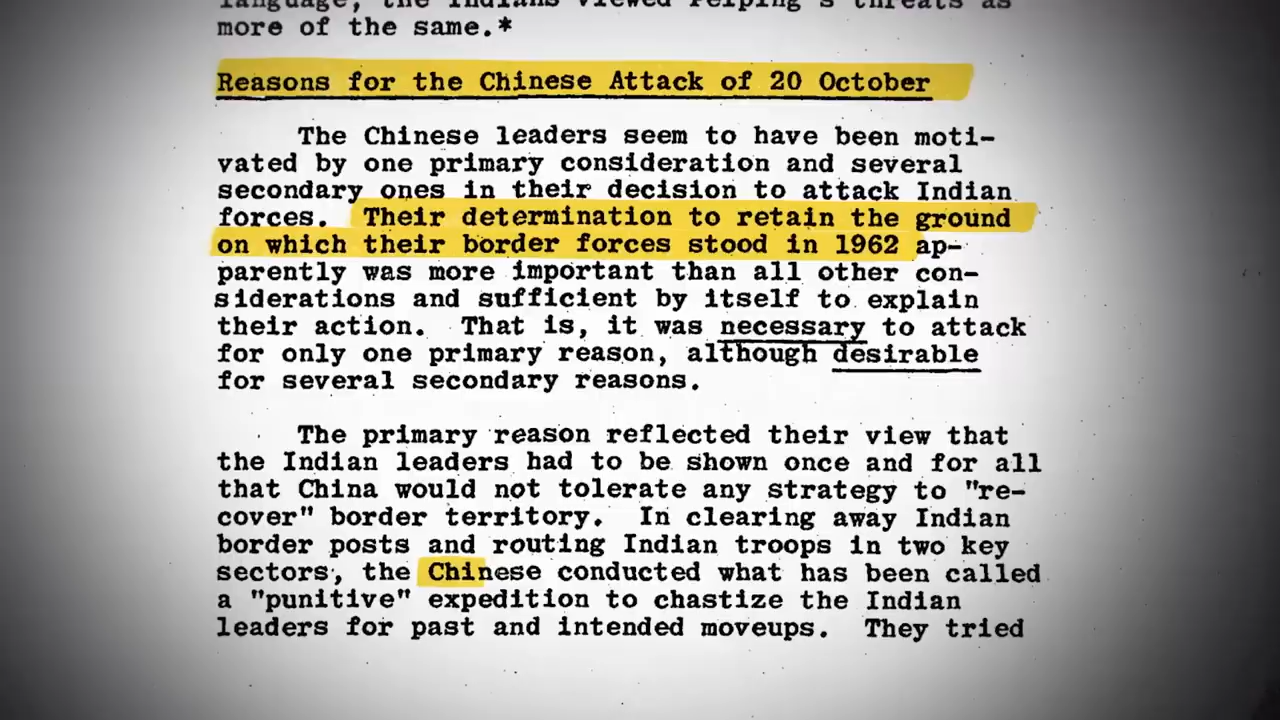 language, the Indians viewed Peiping's threats as
more of the same.*
Reasons for the Chinese Attack of 20 October
The Chinese leaders seem to have been moti-
vated by one primary consideration and several
secondary ones in their decision to attack Indian
forces. Their determination to retain the ground
on which their border forces stood in 1962 ap-
parently was more important than all other con-
siderations and sufficient by itself to explain
their action. That is, it was necessary to attack
for only one primary reason, although desirable
for several secondary reasons.
The primary reason reflected their view that
the Indian leaders had to be shown once and for all
that China would not tolerate any strategy to "re-
cover" border territory. In clearing away Indian
border posts and routing Indian troops in two key
sectors, the Chinese conducted what has been called
a "punitive" expedition to chastize the Indian
leaders for past and intended moveups. They tried